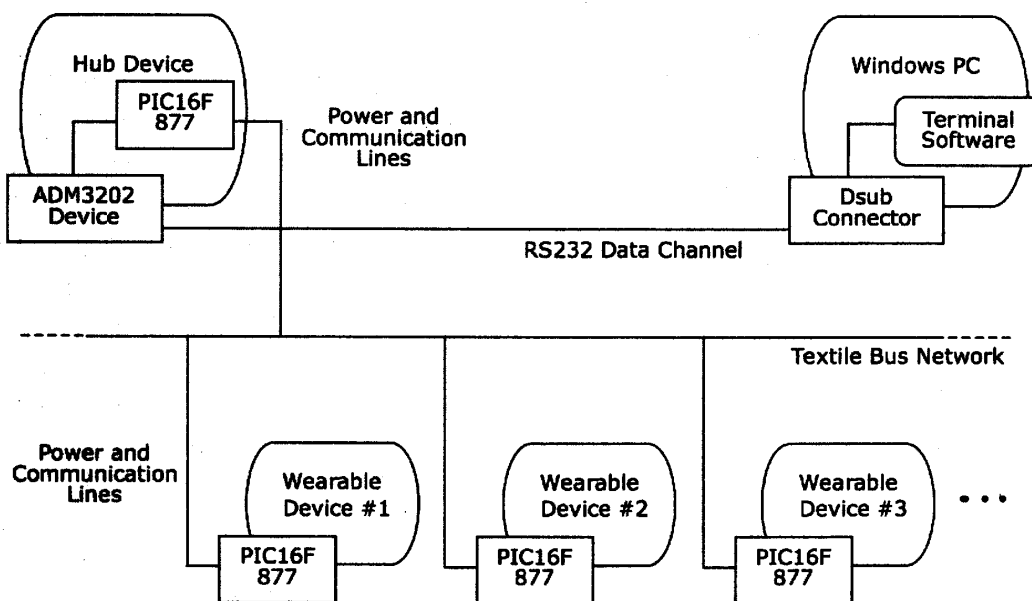 Hub Device
PIC16F
877
ADM3202
Device
Power and
Communication
Lines
Windows PC
Terminal
Software
Dsub
Connector
RS232 Data Channel
Textile Bus Network
Power and
Communication
Lines
Wearable
Device #1
PIC16F
877
Wearable
Device #2
PIC16F
877
Wearable
Device #3
PIC16F
877
• • •